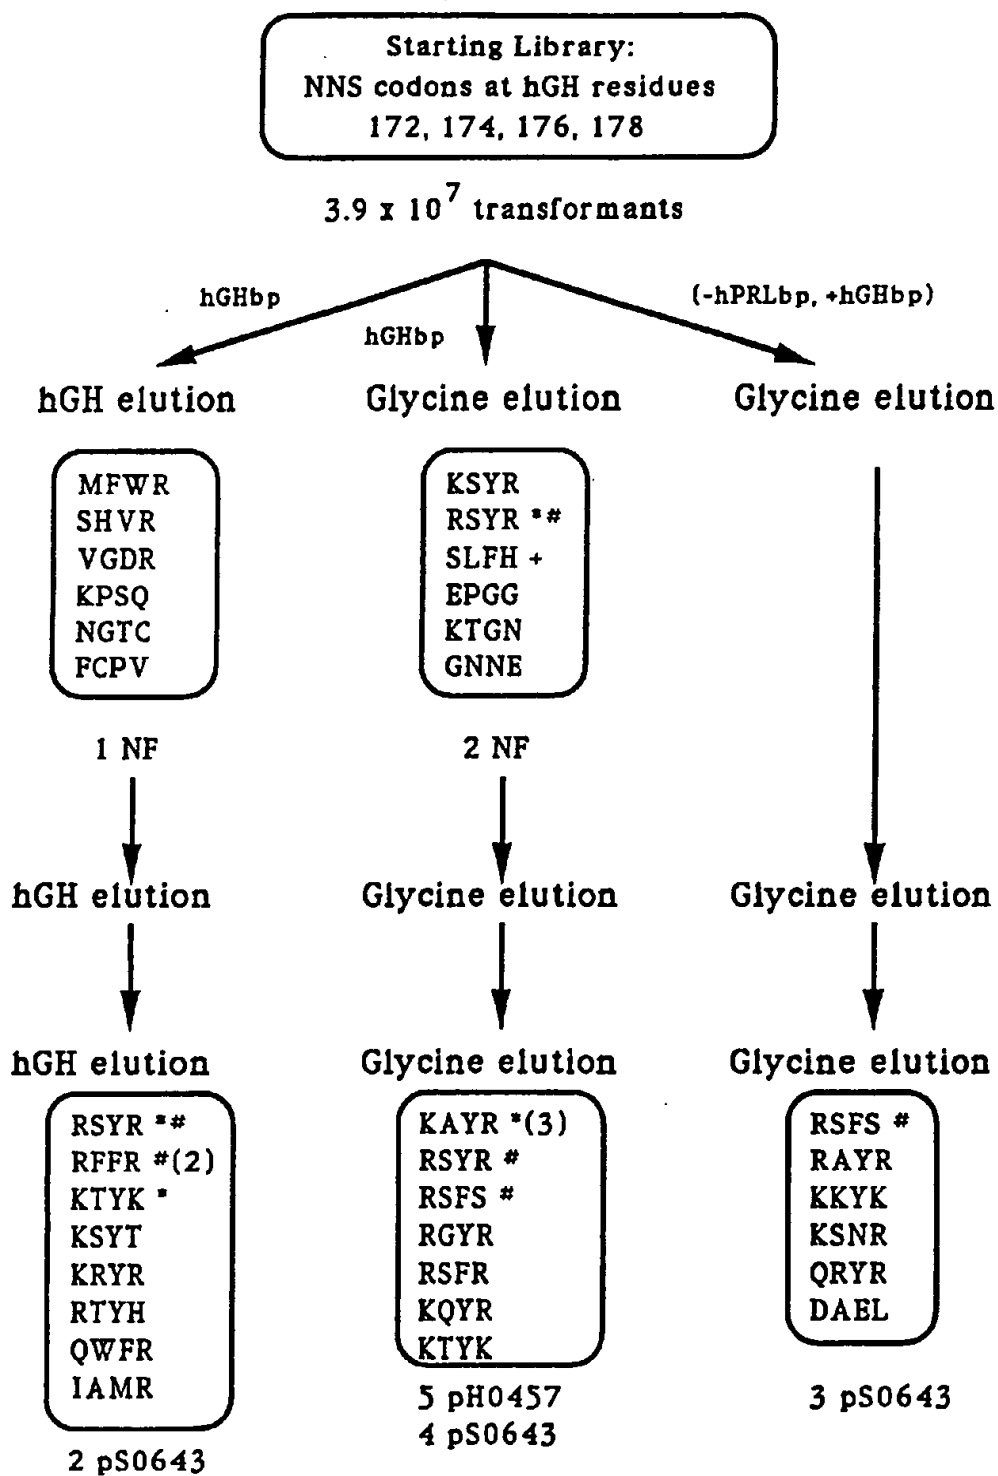 Starting Library:
NNS codons at hGH residues
172, 174, 176, 178
3.9 x 10^7 transformants
hGHbp
hGHbp
(-hPRLbp, +hGHbp)
hGH elution
Glycine elution
Glycine elution
MFWR
SHVR
VGDR
KPSQ
NGTC
FCPV
1 NF
KSYR
RSYR *#
SLFH +
EPGG
KTGN
GNNE
2 NF
hGH elution
Glycine elution
Glycine elution
hGH elution
Glycine elution
Glycine elution
RSYR *#
RFFR #(2)
KTYK *
KSYT
KRYR
RTYH
QWFR
IAMR
2 pS0643
KAYR *(3)
RSYR #
RSFS #
RGYR
RSFR
KQYR
KTYK
5 pH0457
4 pS0643
RSFS #
RAYR
KKYK
KSNR
QRYR
DAEL
3 pS0643